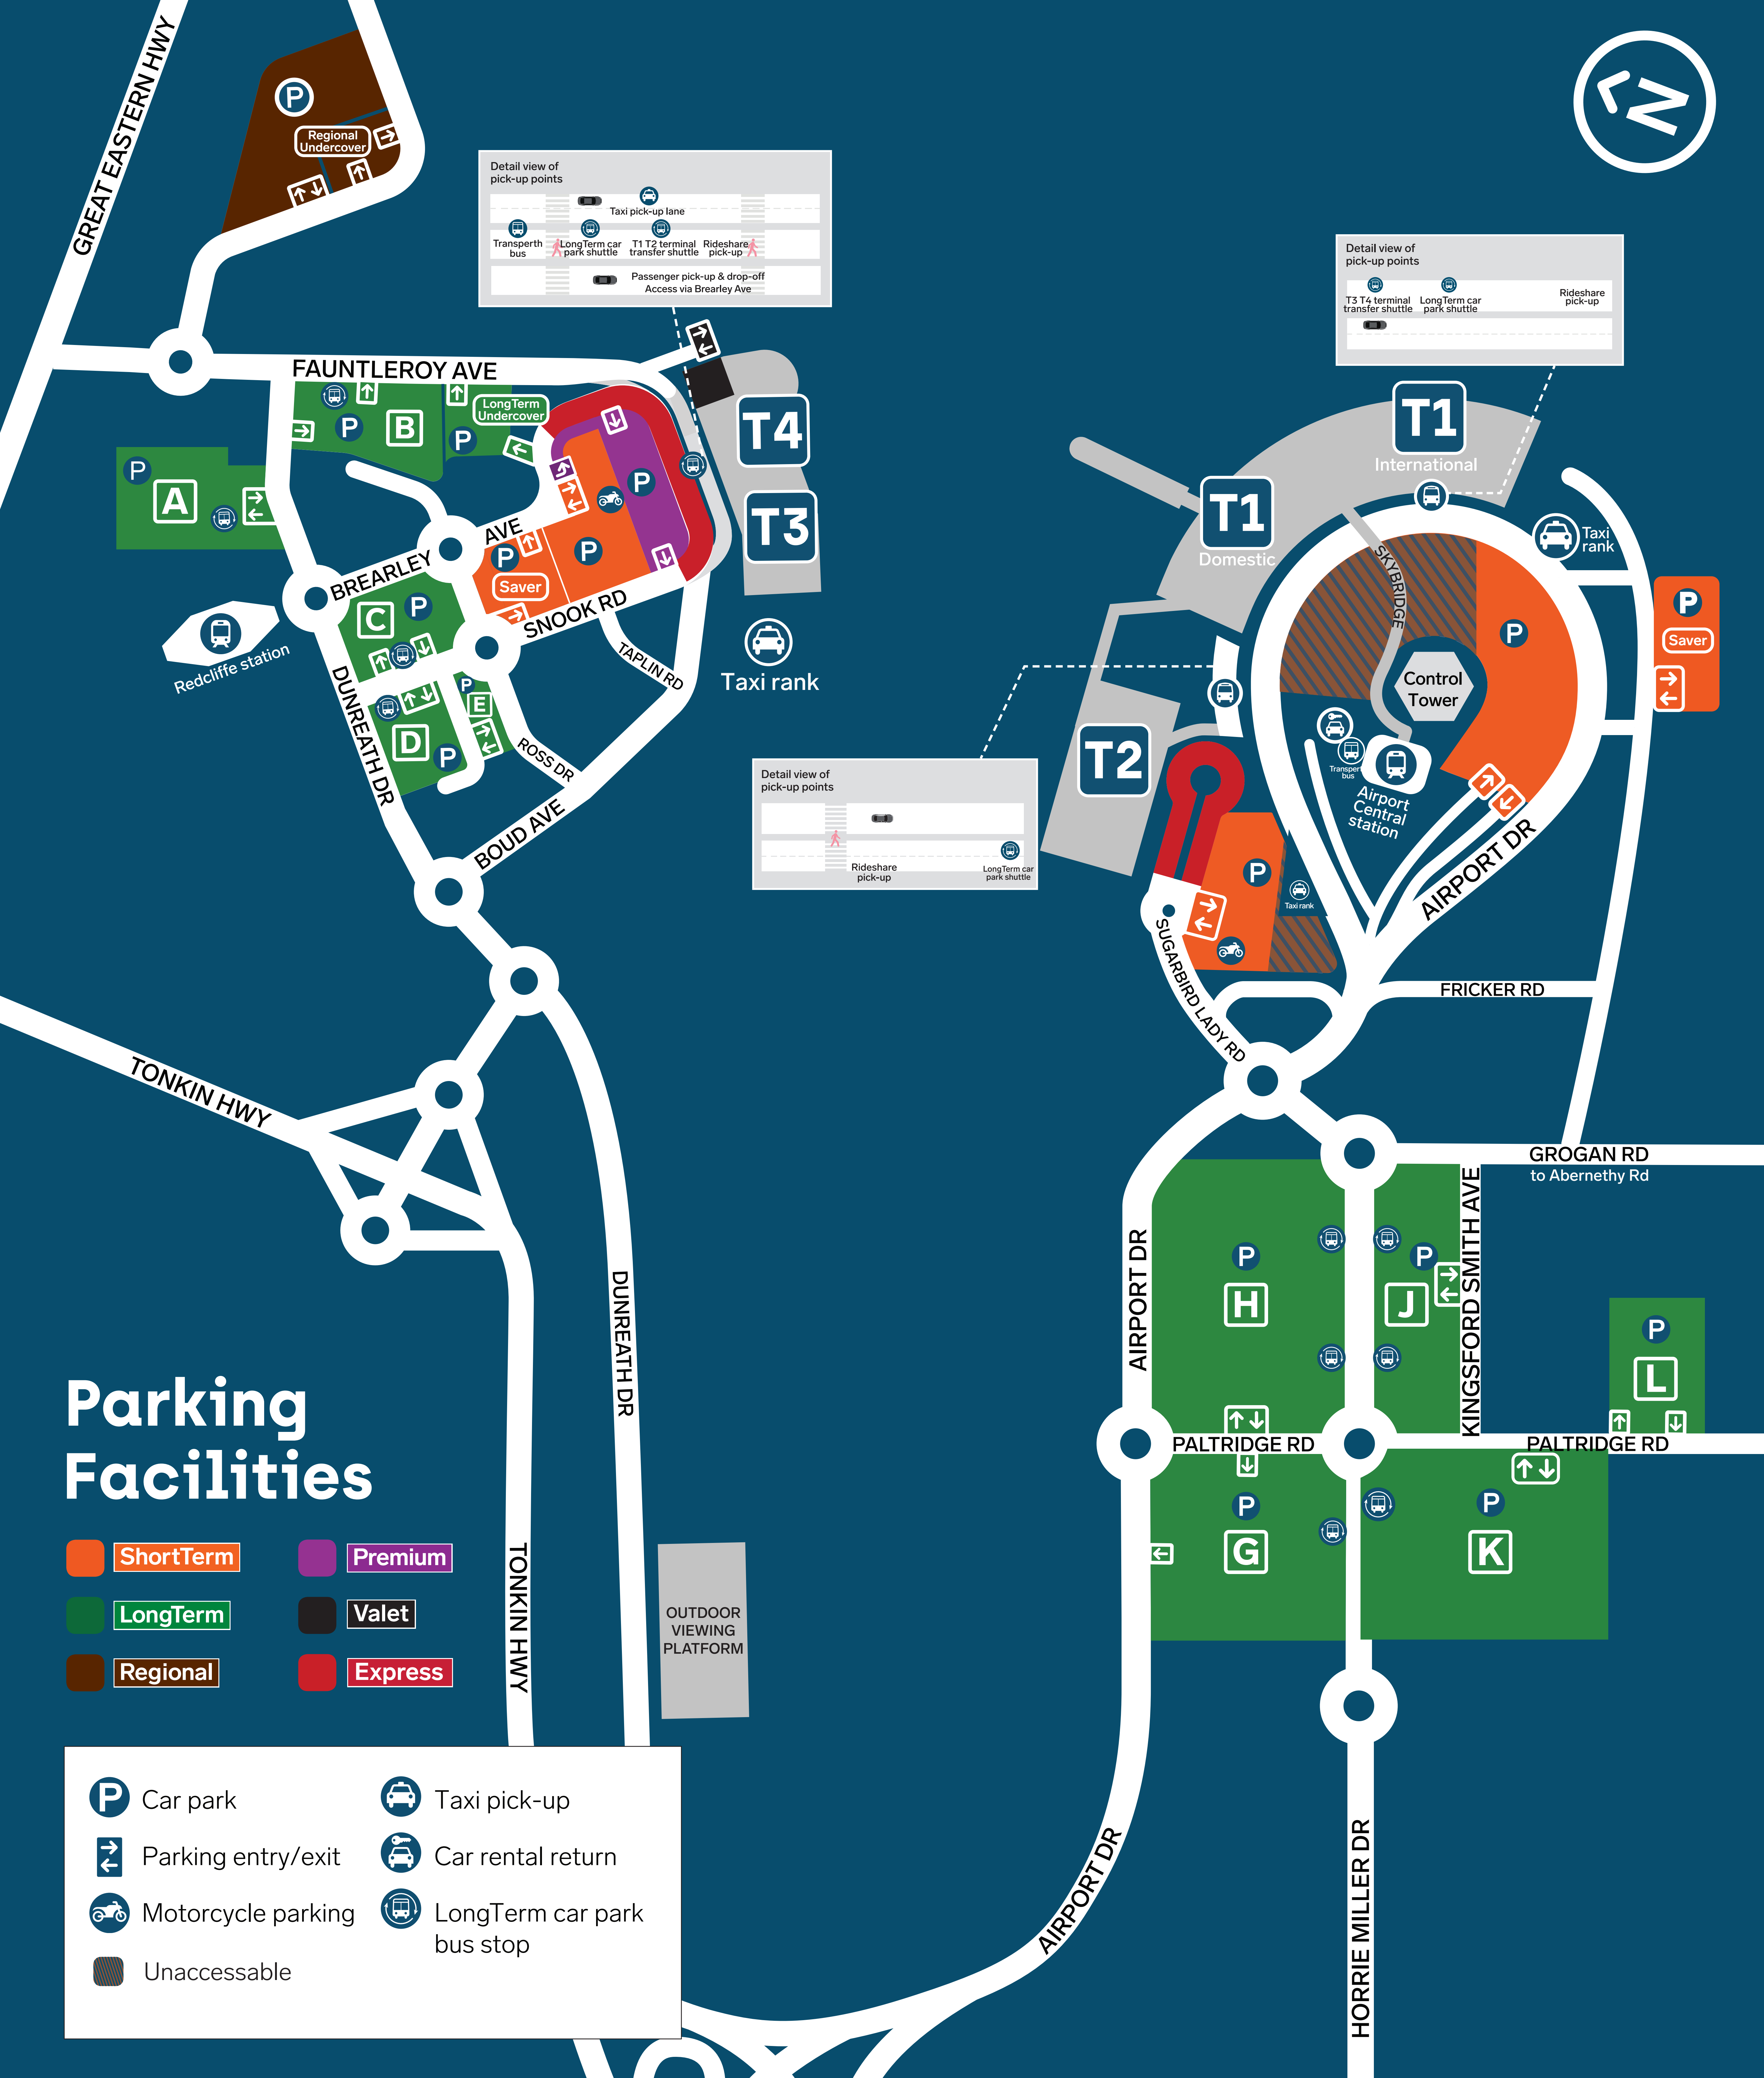 GREAT EASTERN HWY
P
Regional
Undercover
N
Detail view of
pick-up points
Taxi pick-up lane
Transperth
bus
LongTerm car
park shuttle
T1 T2 terminal
transfer shuttle
Rideshare
pick-up
Passenger pick-up & drop-off
Access via Brearley Ave
Detail view of
pick-up points
T3 T4 terminal
transfer shuttle
LongTerm car
park shuttle
Rideshare
pick-up
FAUNTLEROY AVE
LongTerm
Undercover
P
B
P
P
A
T4
T3
P
P
P
Saver
BREARLEY
AVE
SNOOK RD
TAPLIN RD
Taxi rank
Redcliffe station
C
P
P
E
D
P
DUNREATH DR
ROSS DR
BOUD AVE
T1
International
T1
Domestic
SKYBRIDGE
Taxi
rank
P
Saver
P
Control
Tower
Transpert
bus
Airport
Central
station
T2
Detail view of
pick-up points
Rideshare
pick-up
LongTerm car
park shuttle
P
Taxi rank
AIRPORT DR
SUGARBIRD LADY RD
FRICKER RD
TONKIN HWY
GROGAN RD
to Abernethy Rd
AIRPORT DR
P
H
P
J
KINGSFORD SMITH AVE
P
L
PALTRIDGE RD
PALTRIDGE RD
P
G
P
K
DUNREATH DR
TONKIN HWY
OUTDOOR
VIEWING
PLATFORM
AIRPORT DR
HORRIE MILLER DR
Parking
Facilities
ShortTerm
Premium
LongTerm
Valet
Regional
Express
P
Car park
Taxi pick-up
Parking entry/exit
Car rental return
Motorcycle parking
LongTerm car park
bus stop
Unaccessable